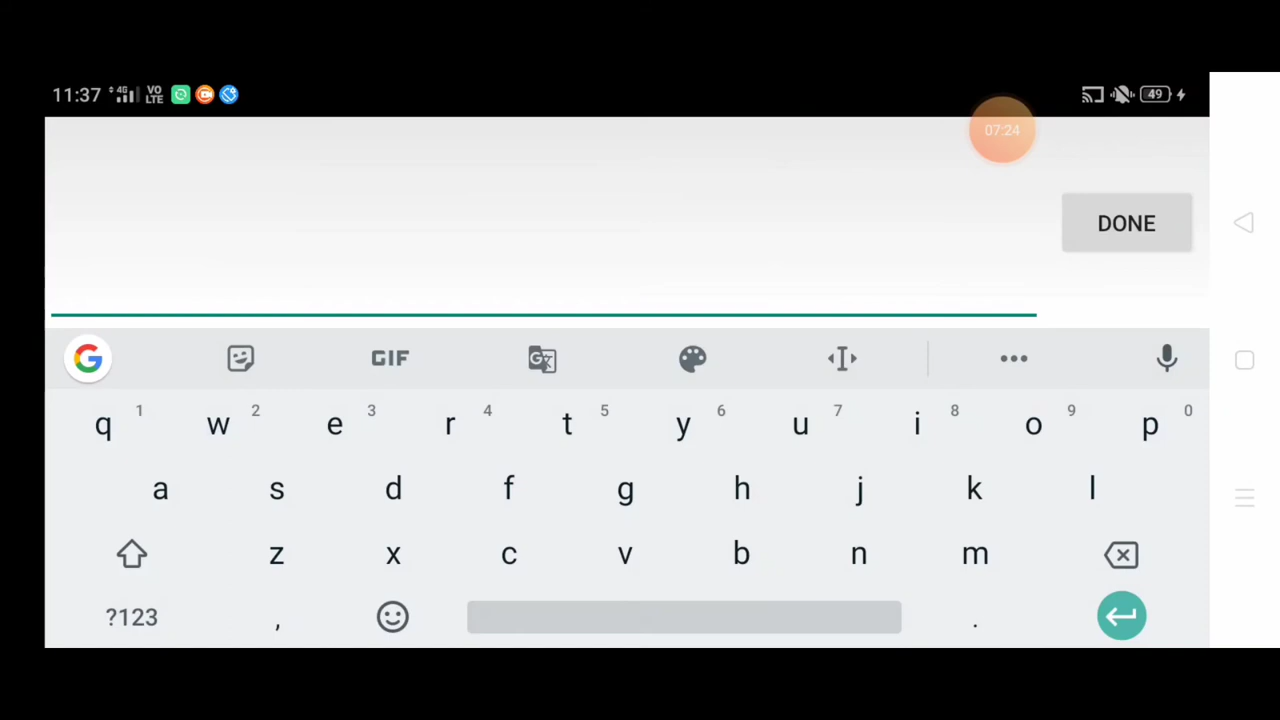 11:37 4G VO LTE 49
07:24
DONE
G GIF G
q 1 w 2 e 3 r 4 t 5 y 6 u 7 i 8 o 9 p 0
a s d f g h j k l
z x c v b n m
?123 , .